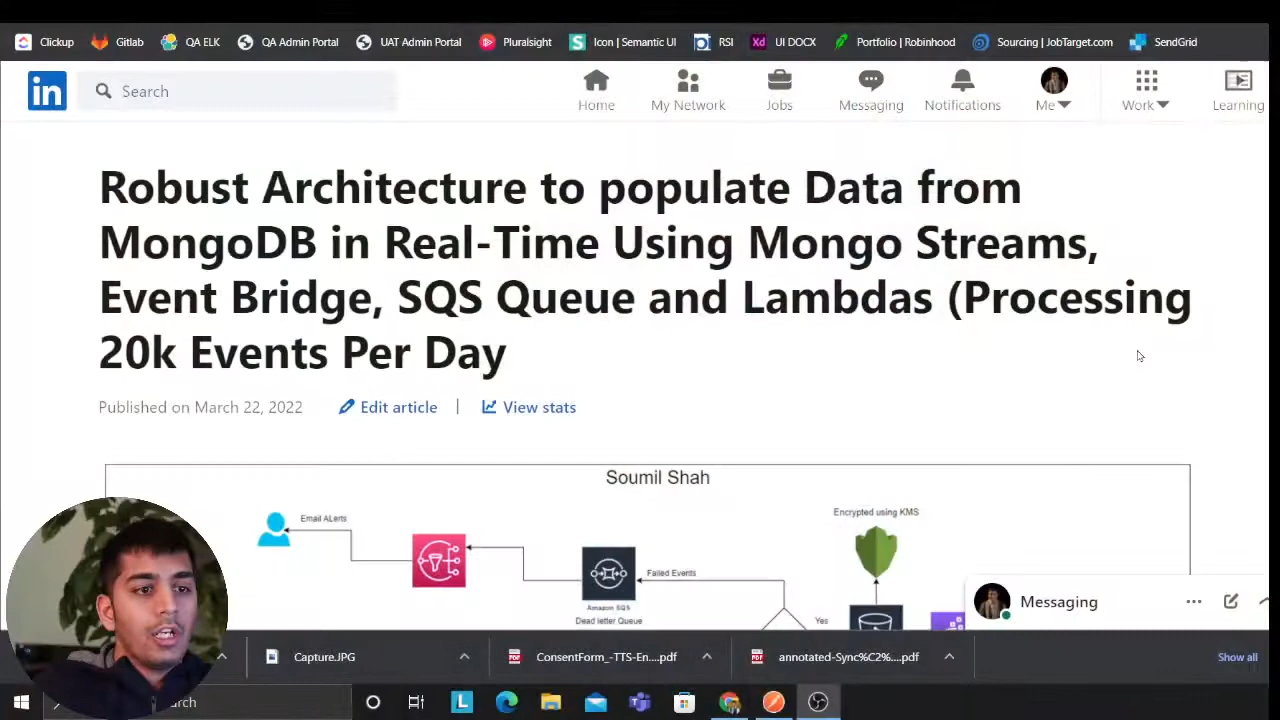 Clickup
Gitlab
QA ELK
QA Admin Portal
UAT Admin Portal
Pluralsight
Icon | Semantic UI
RSI
UI DOCX
Portfolio | Robinhood
Sourcing | JobTarget.com
SendGrid
in
Search
Home
My Network
Jobs
Messaging
Notifications
Me
Work
Learning
Robust Architecture to populate Data from
MongoDB in Real-Time Using Mongo Streams,
Event Bridge, SQS Queue and Lambdas (Processing
20k Events Per Day
Published on March 22, 2022
Edit article
View stats
Soumil Shah
Email ALerts
Encrypted using KMS
Failed Events
Amazon SQS
Dead letter Queue
Yes
Messaging
Capture.JPG
ConsentForm_-TTS-En....pdf
annotated-Sync%C2%....pdf
Show all